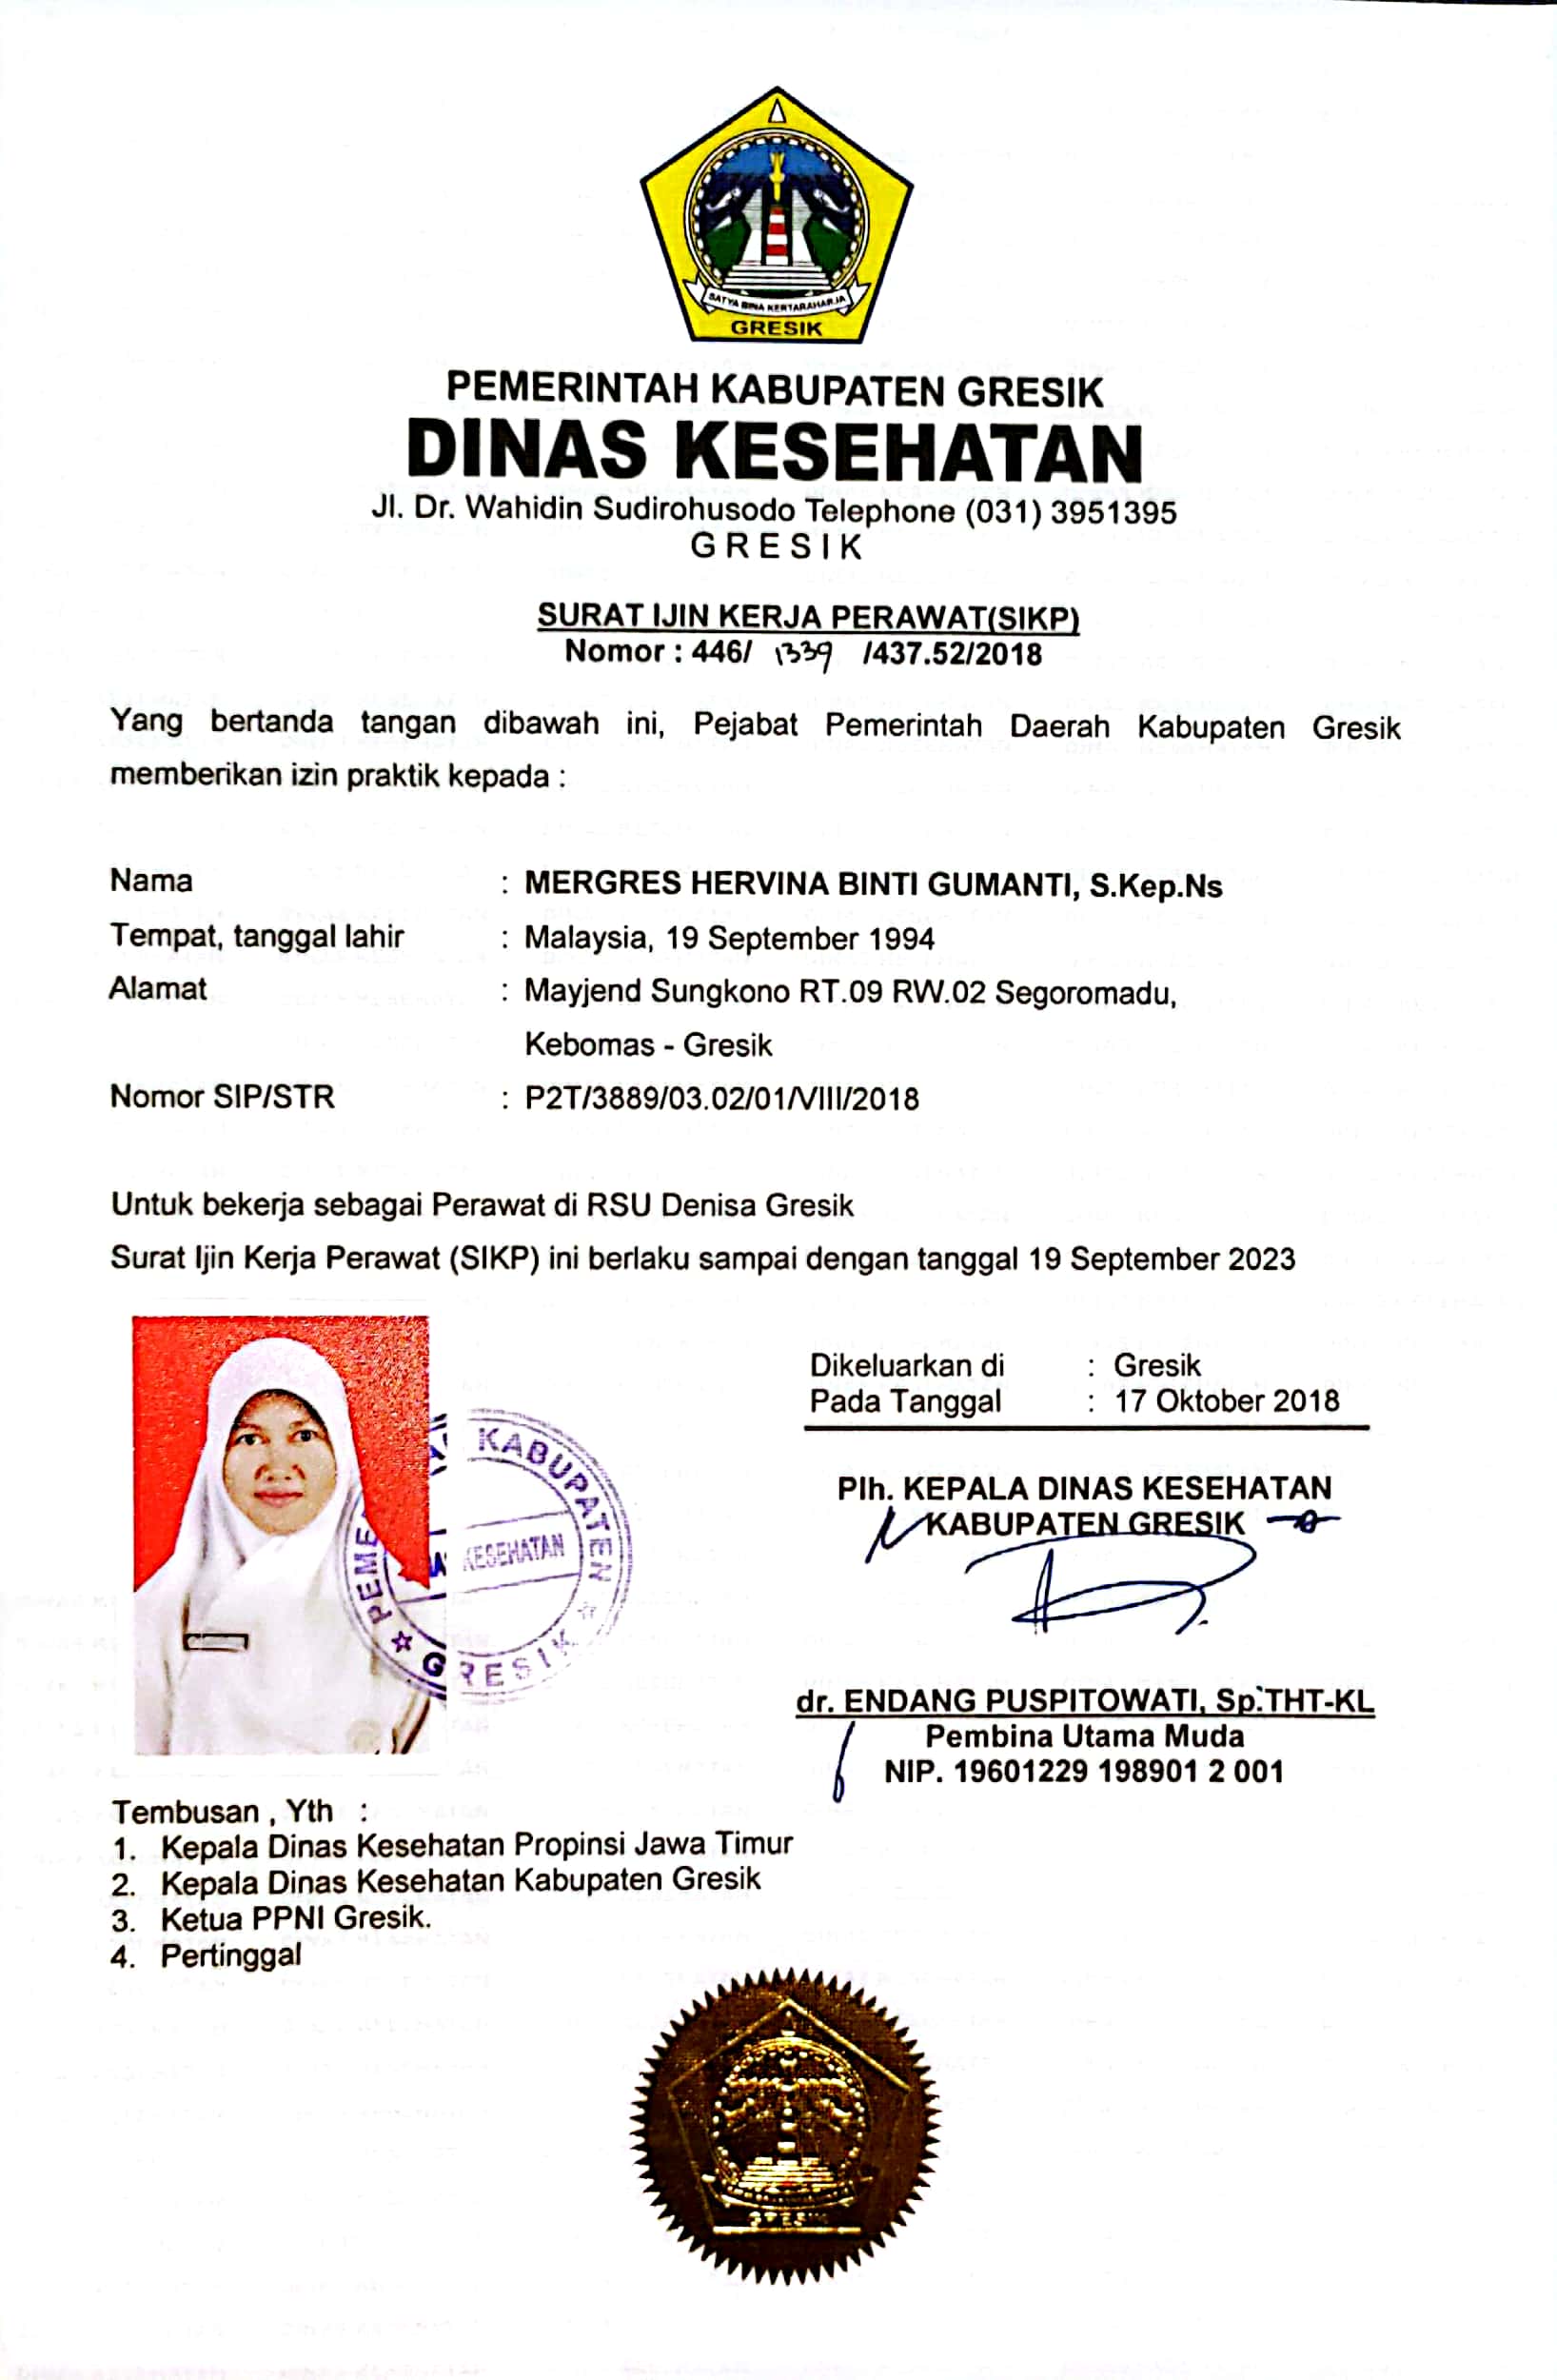 SATYA BINA KERTARAHARJA
GRESIK
PEMERINTAH KABUPATEN GRESIK
DINAS KESEHATAN
Jl. Dr. Wahidin Sudirohusodo Telephone (031) 3951395
GRESIK
SURAT IJIN KERJA PERAWAT(SIKP)
Nomor : 446/ 1339 /437.52/2018
Yang bertanda tangan dibawah ini, Pejabat Pemerintah Daerah Kabupaten Gresik
memberikan izin praktik kepada :
Nama : MERGRES HERVINA BINTI GUMANTI, S.Kep.Ns
Tempat, tanggal lahir : Malaysia, 19 September 1994
Alamat : Mayjend Sungkono RT.09 RW.02 Segoromadu,
Kebomas - Gresik
Nomor SIP/STR : P2T/3889/03.02/01/VIII/2018
Untuk bekerja sebagai Perawat di RSU Denisa Gresik
Surat Ijin Kerja Perawat (SIKP) ini berlaku sampai dengan tanggal 19 September 2023
Dikeluarkan di : Gresik
Pada Tanggal : 17 Oktober 2018
Plh. KEPALA DINAS KESEHATAN
KABUPATEN GRESIK
KABUPATEN
KESEHATAN
GRESIK
dr. ENDANG PUSPITOWATI, Sp.THT-KL
Pembina Utama Muda
NIP. 19601229 198901 2 001
Tembusan , Yth :
1. Kepala Dinas Kesehatan Propinsi Jawa Timur
2. Kepala Dinas Kesehatan Kabupaten Gresik
3. Ketua PPNI Gresik.
4. Pertinggal
GRESIK